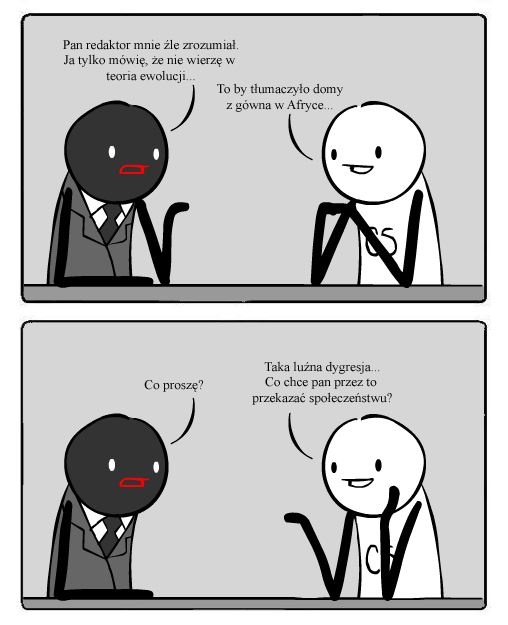 Pan redaktor mnie źle zrozumiał.
Ja tylko mówię, że nie wierzę w
teoria ewolucji...
To by tłumaczyło domy
z gówna w Afryce...
CS
Co proszę?
Taka luźna dygresja...
Co chce pan przez to
przekazać społeczeństwu?
CS